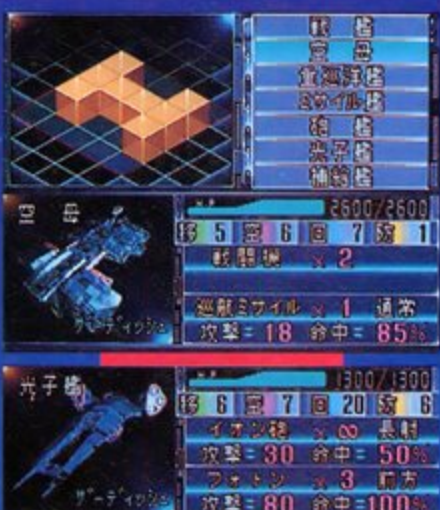 戦艦
空母
重巡洋艦
ミサイル艦
砲艦
光子艦
補給艦
空母
HP 2600/2600
移 5 空 6 回 7 防 1
戦闘機 × 2
巡航ミサイル × 1 通常
攻撃= 18 命中= 85%
光子艦
HP 1300/1300
移 6 空 7 回 20 防 6
イオン砲 × ∞ 長射
攻撃= 30 命中= 50%
フォトン × 3 前方
攻撃= 80 命中=100%